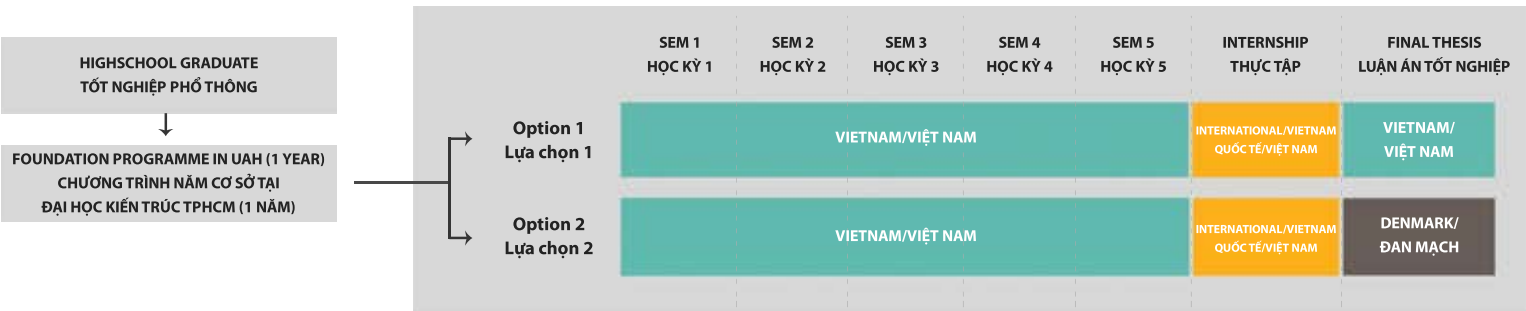 HIGHSCHOOL GRADUATE
TỐT NGHIỆP PHỔ THÔNG
FOUNDATION PROGRAMME IN UAH (1 YEAR)
CHƯƠNG TRÌNH NĂM CƠ SỞ TẠI
ĐẠI HỌC KIẾN TRÚC TPHCM (1 NĂM)
SEM 1
HỌC KỲ 1
SEM 2
HỌC KỲ 2
SEM 3
HỌC KỲ 3
SEM 4
HỌC KỲ 4
SEM 5
HỌC KỲ 5
INTERNSHIP
THỰC TẬP
FINAL THESIS
LUẬN ÁN TỐT NGHIỆP
Option 1
Lựa chọn 1
VIETNAM/VIỆT NAM
INTERNATIONAL/VIETNAM
QUỐC TẾ/VIỆT NAM
VIETNAM/
VIỆT NAM
Option 2
Lựa chọn 2
VIETNAM/VIỆT NAM
INTERNATIONAL/VIETNAM
QUỐC TẾ/VIỆT NAM
DENMARK/
ĐAN MẠCH